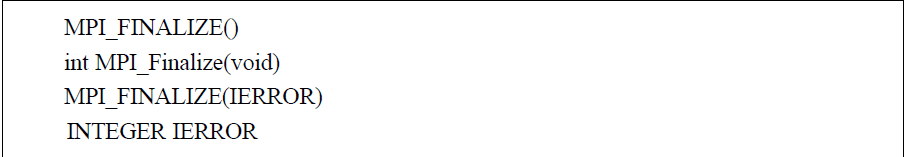 MPI_FINALIZE()
int MPI_Finalize(void)
MPI_FINALIZE(IERROR)
INTEGER IERROR